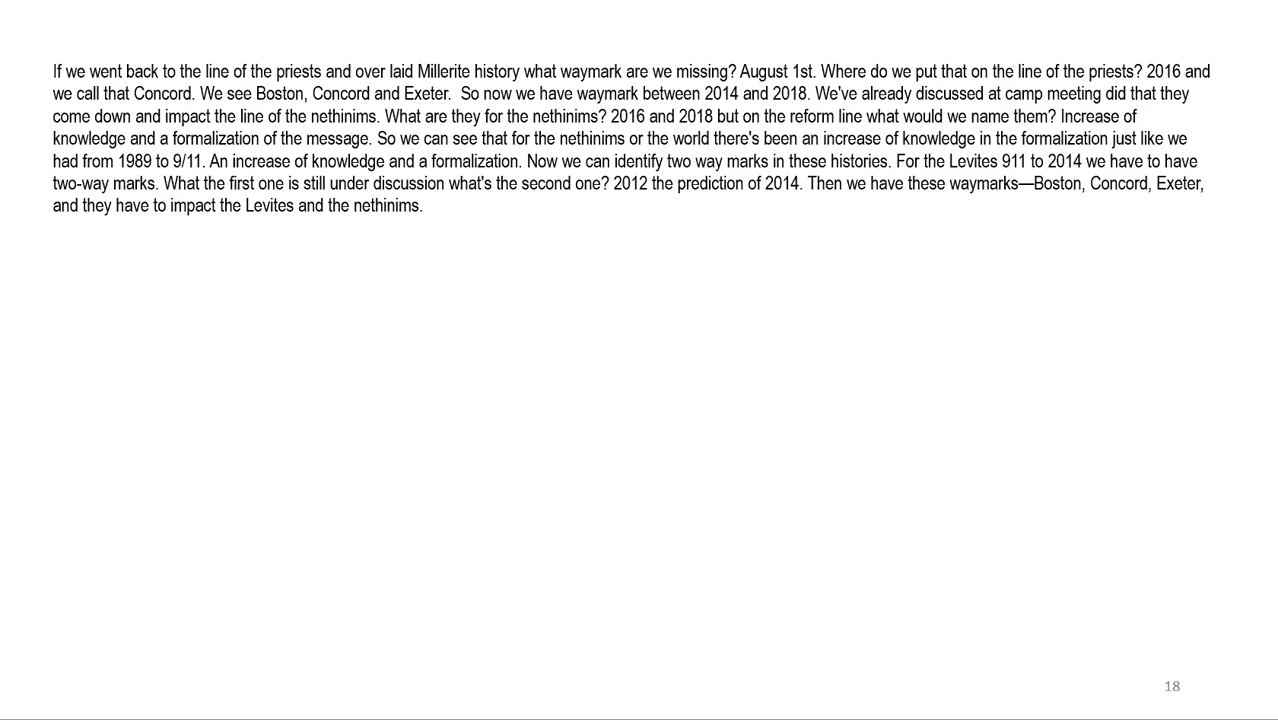 If we went back to the line of the priests and over laid Millerite history what waymark are we missing? August 1st. Where do we put that on the line of the priests? 2016 and
we call that Concord. We see Boston, Concord and Exeter.  So now we have waymark between 2014 and 2018. We've already discussed at camp meeting did that they
come down and impact the line of the nethinims. What are they for the nethinims? 2016 and 2018 but on the reform line what would we name them? Increase of
knowledge and a formalization of the message. So we can see that for the nethinims or the world there's been an increase of knowledge in the formalization just like we
had from 1989 to 9/11. An increase of knowledge and a formalization. Now we can identify two way marks in these histories. For the Levites 911 to 2014 we have to have
two-way marks. What the first one is still under discussion what's the second one? 2012 the prediction of 2014. Then we have these waymarks—Boston, Concord, Exeter,
and they have to impact the Levites and the nethinims.
18